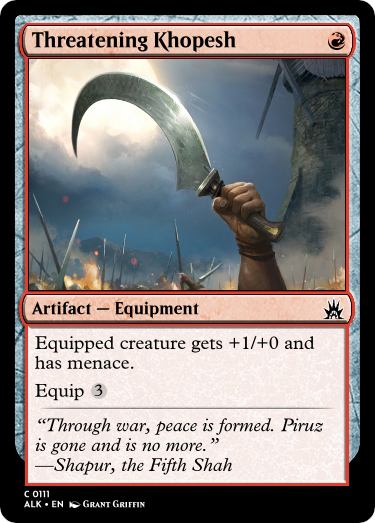 Threatening Khopesh
Artifact — Equipment
Equipped creature gets +1/+0 and
has menace.
Equip 3
“Through war, peace is formed. Piruz
is gone and is no more.”
—Shapur, the Fifth Shah
C 0111
ALK • EN Grant Griffin